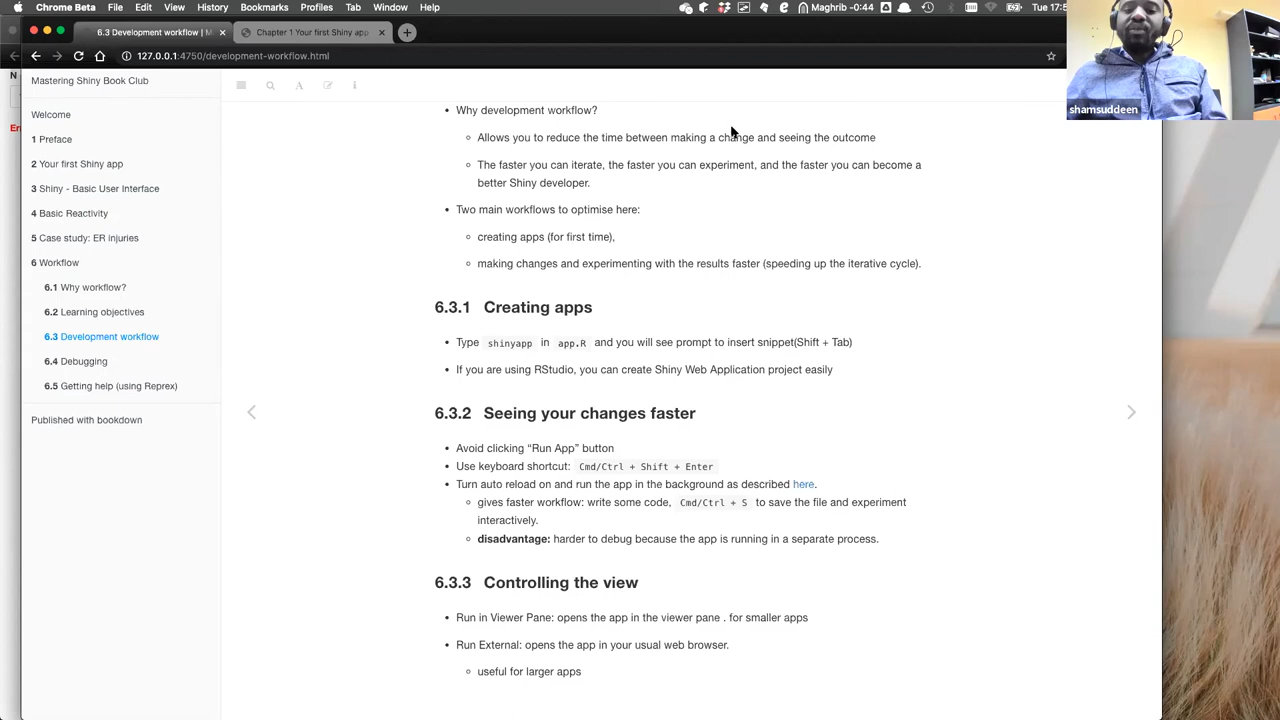 Chrome Beta File Edit View History Bookmarks Profiles Tab Window Help
Maghrib -0:44
Tue 17:5
6.3 Development workflow | M
Chapter 1 Your first Shiny app
127.0.0.1:4750/development-workflow.html
shamsuddeen
N
Er
Mastering Shiny Book Club
Welcome
1 Preface
2 Your first Shiny app
3 Shiny - Basic User Interface
4 Basic Reactivity
5 Case study: ER injuries
6 Workflow
6.1 Why workflow?
6.2 Learning objectives
6.3 Development workflow
6.4 Debugging
6.5 Getting help (using Reprex)
Published with bookdown
• Why development workflow?
Allows you to reduce the time between making a change and seeing the outcome
The faster you can iterate, the faster you can experiment, and the faster you can become a
better Shiny developer.
• Two main workflows to optimise here:
creating apps (for first time),
making changes and experimenting with the results faster (speeding up the iterative cycle).
6.3.1 Creating apps
• Type shinyapp in app.R and you will see prompt to insert snippet(Shift + Tab)
• If you are using RStudio, you can create Shiny Web Application project easily
6.3.2 Seeing your changes faster
• Avoid clicking “Run App” button
• Use keyboard shortcut: Cmd/Ctrl + Shift + Enter
• Turn auto reload on and run the app in the background as described here.
gives faster workflow: write some code, Cmd/Ctrl + S to save the file and experiment
interactively.
disadvantage: harder to debug because the app is running in a separate process.
6.3.3 Controlling the view
• Run in Viewer Pane: opens the app in the viewer pane . for smaller apps
• Run External: opens the app in your usual web browser.
useful for larger apps